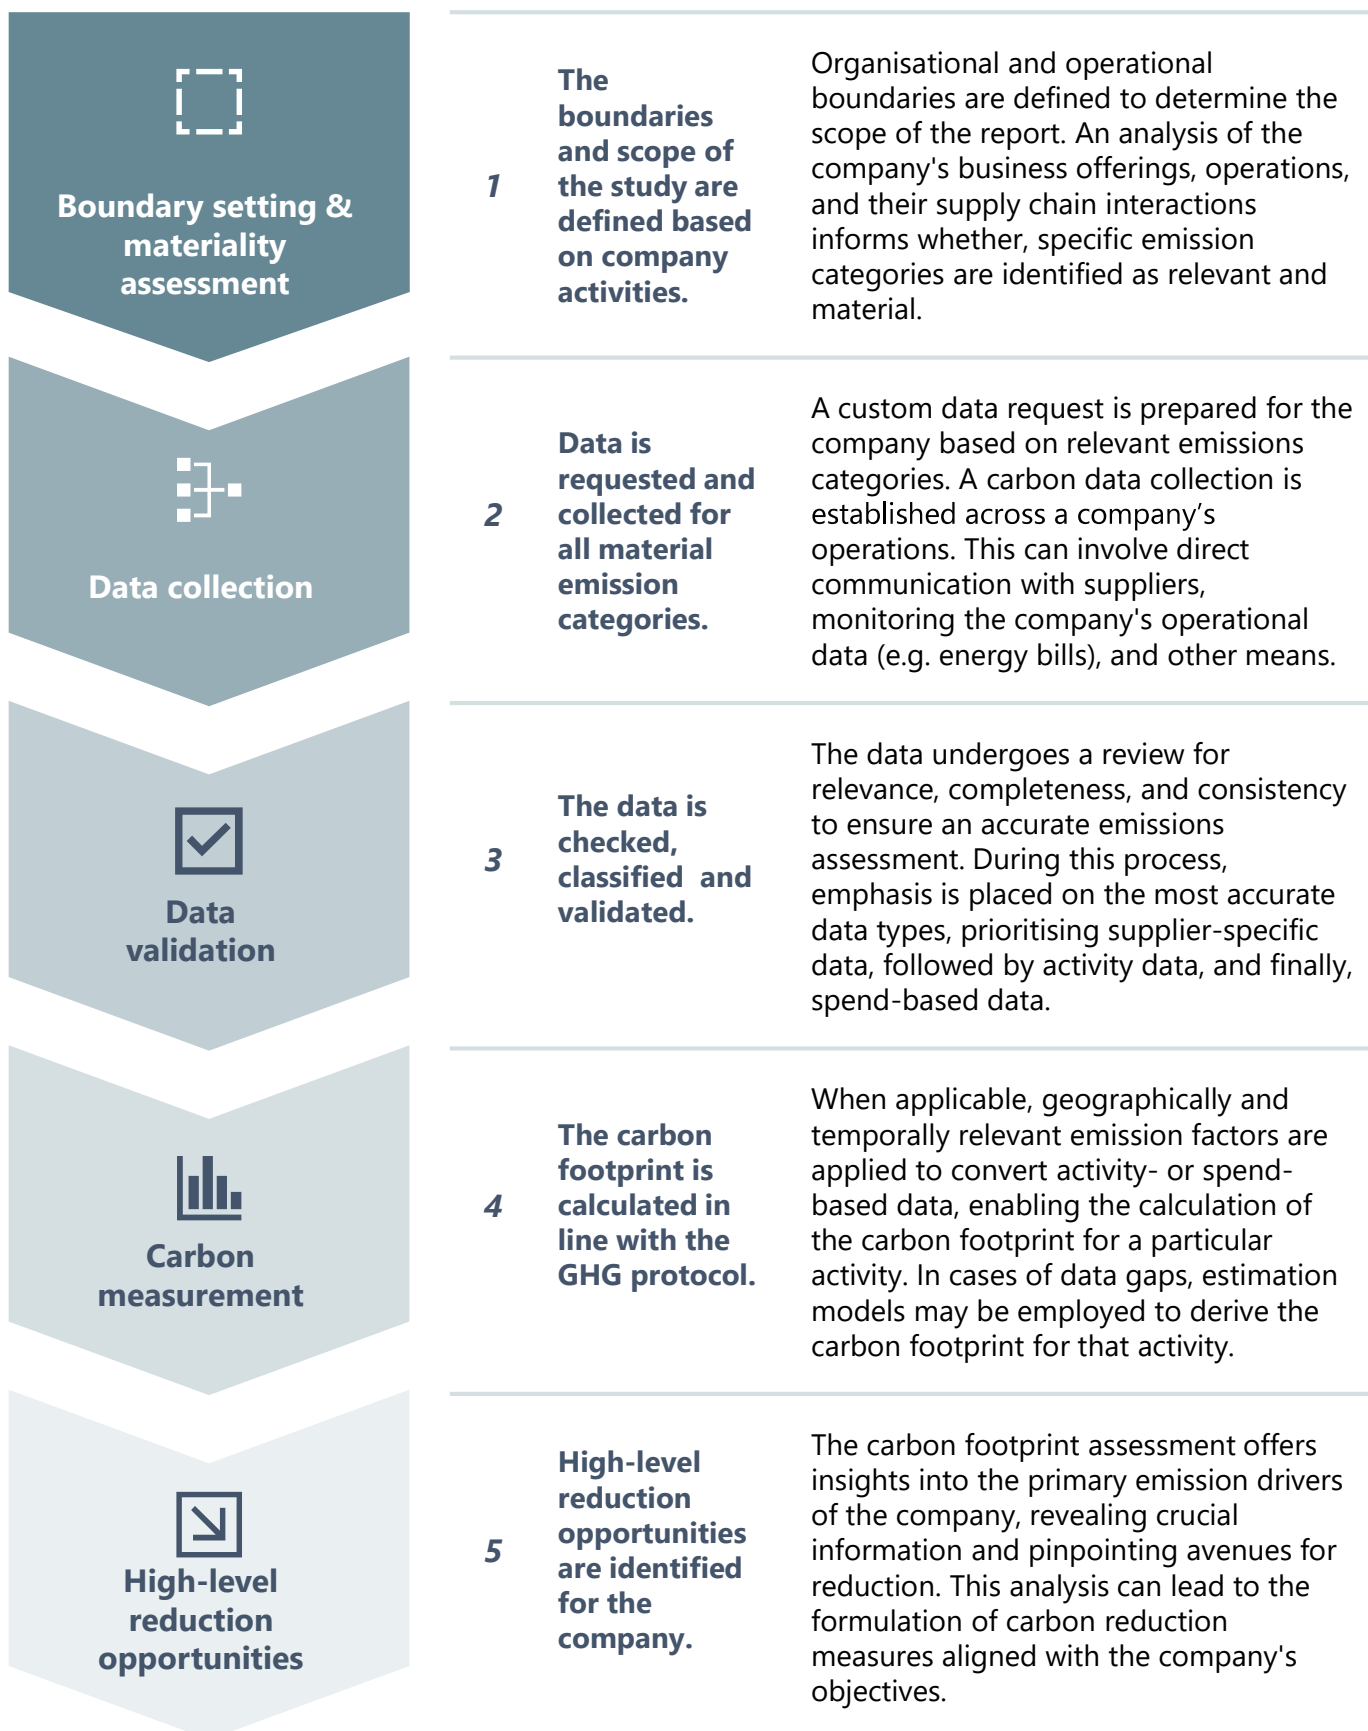 Boundary setting &
materiality
assessment
1
The
boundaries
and scope of
the study are
defined based
on company
activities.
Organisational and operational
boundaries are defined to determine the
scope of the report. An analysis of the
company's business offerings, operations,
and their supply chain interactions
informs whether, specific emission
categories are identified as relevant and
material.
Data collection
2
Data is
requested and
collected for
all material
emission
categories.
A custom data request is prepared for the
company based on relevant emissions
categories. A carbon data collection is
established across a company’s
operations. This can involve direct
communication with suppliers,
monitoring the company's operational
data (e.g. energy bills), and other means.
Data
validation
3
The data is
checked,
classified  and
validated.
The data undergoes a review for
relevance, completeness, and consistency
to ensure an accurate emissions
assessment. During this process,
emphasis is placed on the most accurate
data types, prioritising supplier-specific
data, followed by activity data, and finally,
spend-based data.
Carbon
measurement
4
The carbon
footprint is
calculated in
line with the
GHG protocol.
When applicable, geographically and
temporally relevant emission factors are
applied to convert activity- or spend-
based data, enabling the calculation of
the carbon footprint for a particular
activity. In cases of data gaps, estimation
models may be employed to derive the
carbon footprint for that activity.
High-level
reduction
opportunities
5
High-level
reduction
opportunities
are identified
for the
company.
The carbon footprint assessment offers
insights into the primary emission drivers
of the company, revealing crucial
information and pinpointing avenues for
reduction. This analysis can lead to the
formulation of carbon reduction
measures aligned with the company's
objectives.